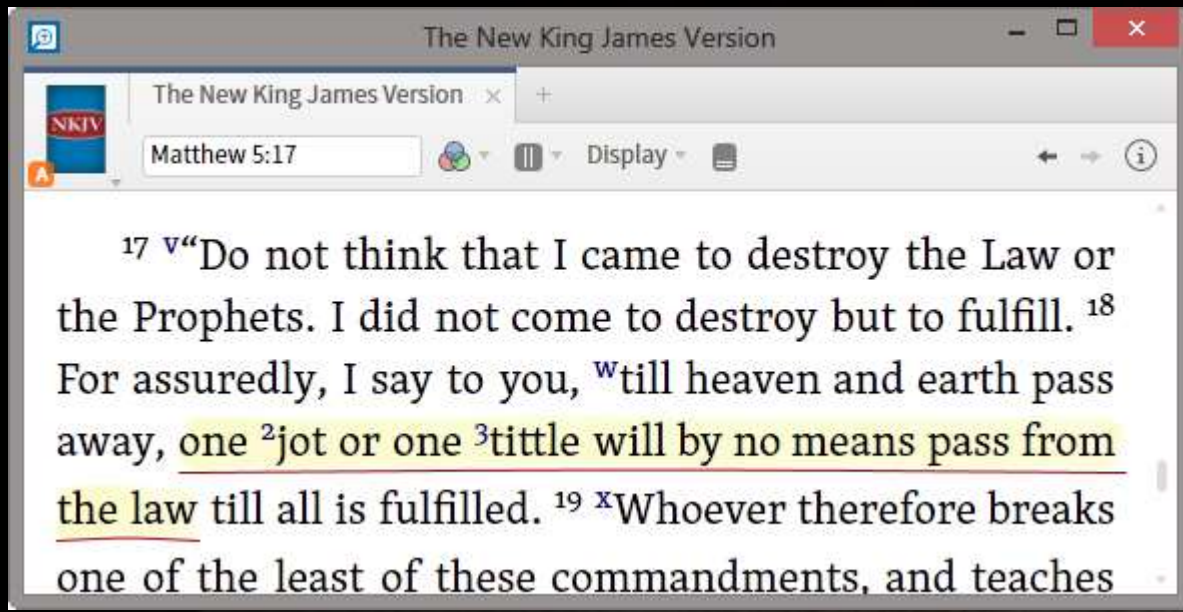 The New King James Version
The New King James Version
NKJV
A
Matthew 5:17
Display
17 v“Do not think that I came to destroy the Law or
the Prophets. I did not come to destroy but to fulfill. 18
For assuredly, I say to you, wtill heaven and earth pass
away, one 2jot or one 3tittle will by no means pass from
the law till all is fulfilled. 19 xWhoever therefore breaks
one of the least of these commandments, and teaches